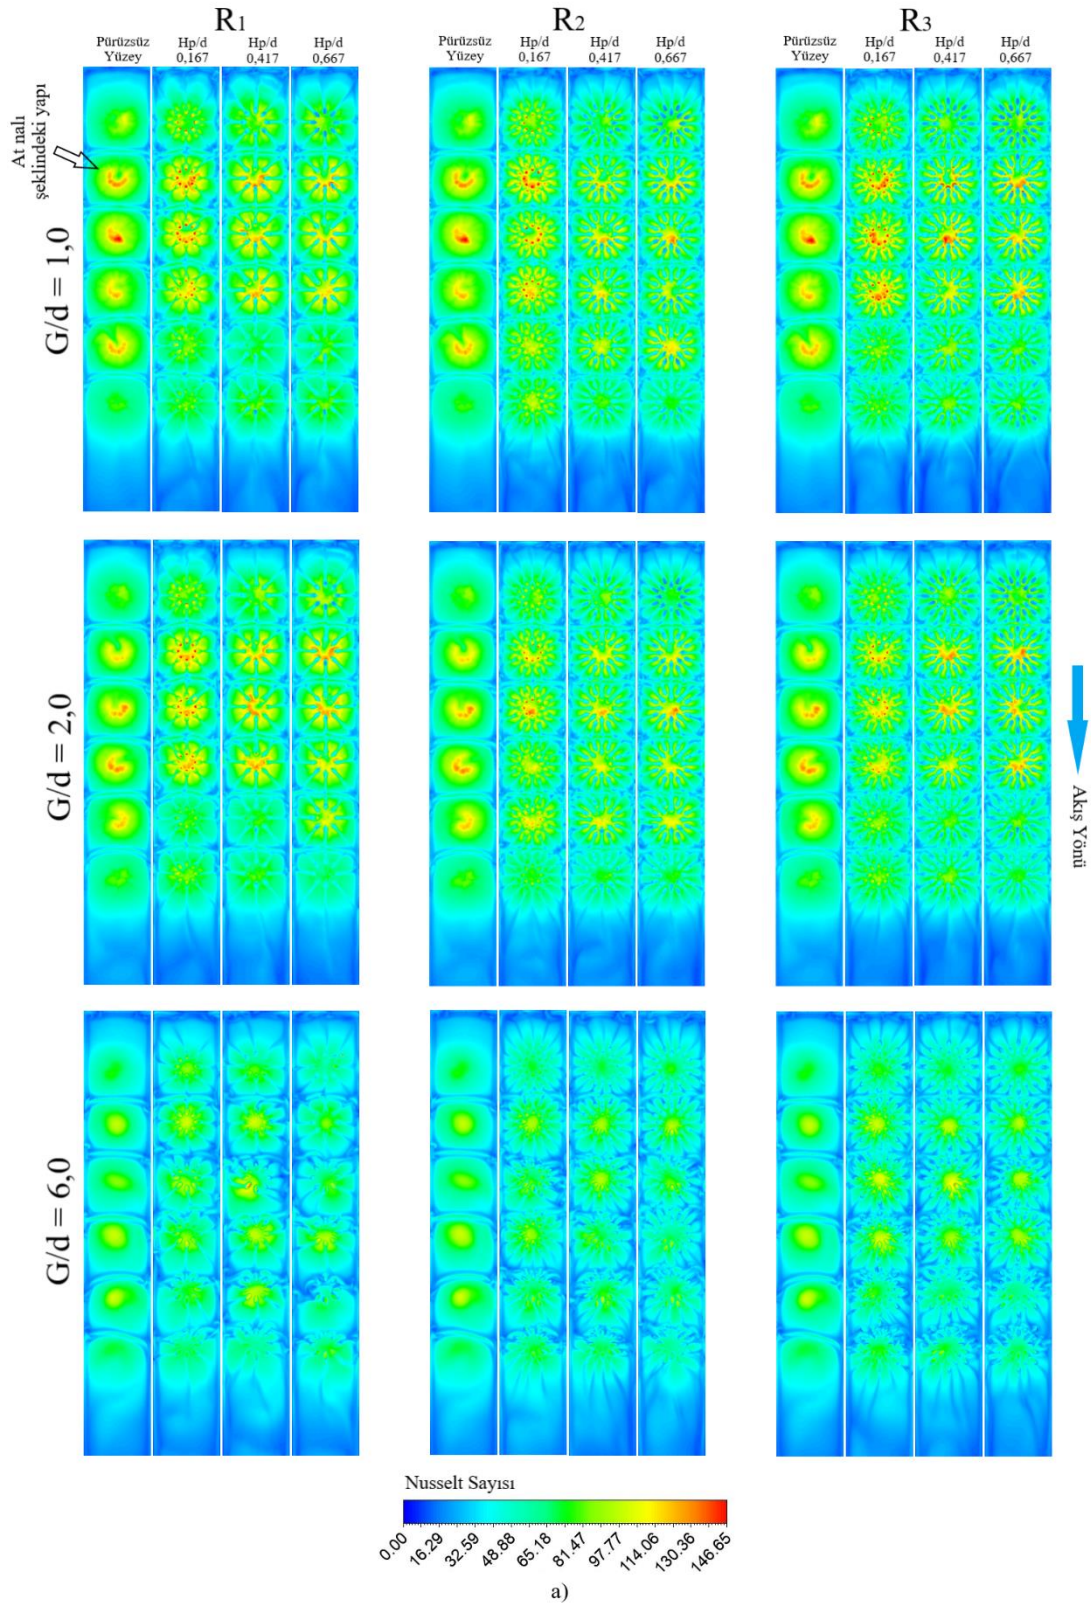 R1
R2
R3
Pürüzsüz
Yüzey
Hp/d
0,167
Hp/d
0,417
Hp/d
0,667
Pürüzsüz
Yüzey
Hp/d
0,167
Hp/d
0,417
Hp/d
0,667
Pürüzsüz
Yüzey
Hp/d
0,167
Hp/d
0,417
Hp/d
0,667
At nalı
şeklindeki yapı
G/d = 1,0
G/d = 2,0
Akış Yönü
G/d = 6,0
Nusselt Sayısı
0.00 16.29 32.59 48.88 65.18 81.47 97.77 114.06 130.36 146.65
a)